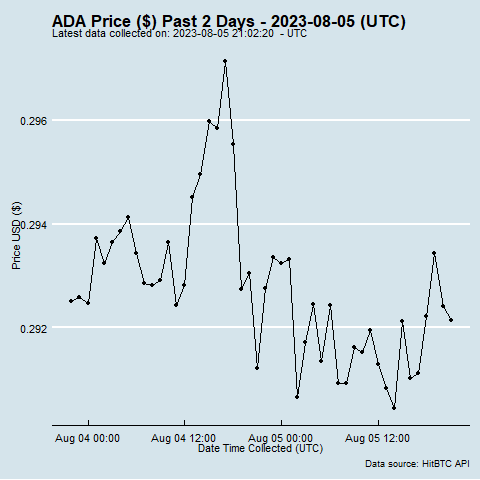 ADA Price ($) Past 2 Days - 2023-08-05 (UTC)
Latest data collected on: 2023-08-05 21:02:20  - UTC
0.296
0.294
0.292
Price USD ($)
Aug 04 00:00
Aug 04 12:00
Aug 05 00:00
Aug 05 12:00
Date Time Collected (UTC)
Data source: HitBTC API